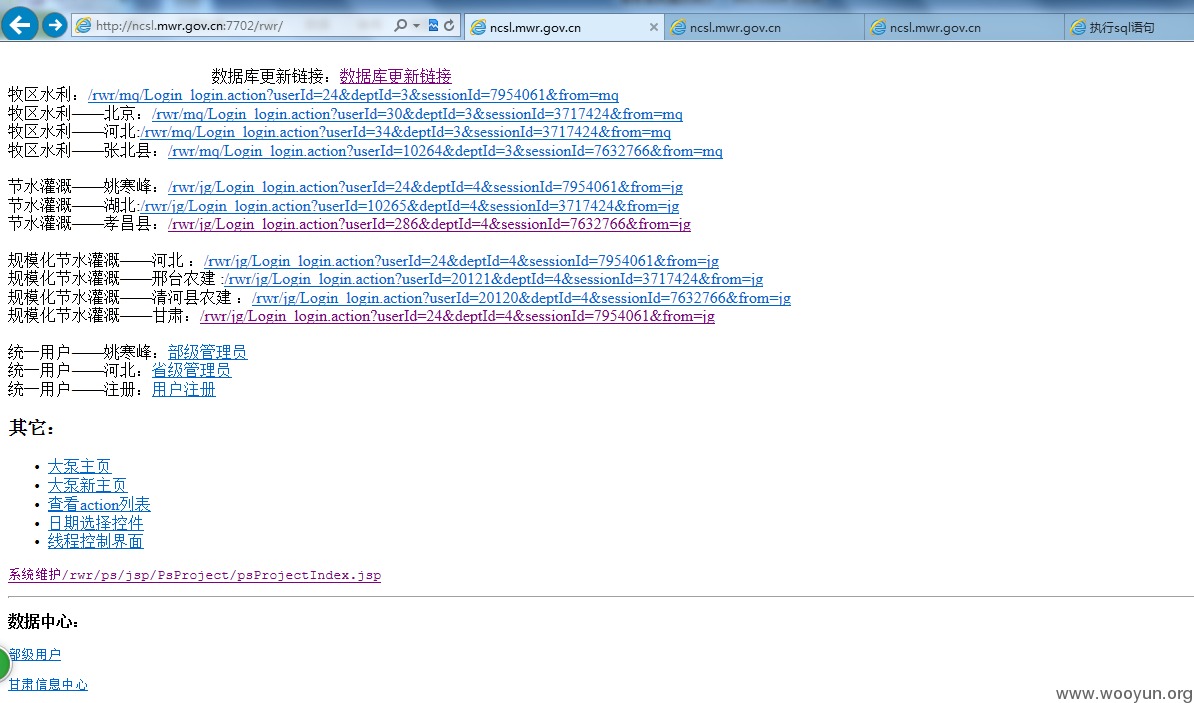 http://ncsl.mwr.gov.cn:7702/rwr/
ncsl.mwr.gov.cn
ncsl.mwr.gov.cn
ncsl.mwr.gov.cn
执行sql语句
数据库更新链接：数据库更新链接
牧区水利：/rwr/mq/Login_login.action?userId=24&deptId=3&sessionId=7954061&from=mq
牧区水利——北京：/rwr/mq/Login_login.action?userId=30&deptId=3&sessionId=3717424&from=mq
牧区水利——河北:/rwr/mq/Login_login.action?userId=34&deptId=3&sessionId=3717424&from=mq
牧区水利——张北县：/rwr/mq/Login_login.action?userId=10264&deptId=3&sessionId=7632766&from=mq
节水灌溉——姚寒峰：/rwr/jg/Login_login.action?userId=24&deptId=4&sessionId=7954061&from=jg
节水灌溉——湖北:/rwr/jg/Login_login.action?userId=10265&deptId=4&sessionId=3717424&from=jg
节水灌溉——孝昌县：/rwr/jg/Login_login.action?userId=286&deptId=4&sessionId=7632766&from=jg
规模化节水灌溉——河北 ：/rwr/jg/Login_login.action?userId=24&deptId=4&sessionId=7954061&from=jg
规模化节水灌溉——邢台农建 :/rwr/jg/Login_login.action?userId=20121&deptId=4&sessionId=3717424&from=jg
规模化节水灌溉——清河县农建 ：/rwr/jg/Login_login.action?userId=20120&deptId=4&sessionId=7632766&from=jg
规模化节水灌溉——甘肃：/rwr/jg/Login_login.action?userId=24&deptId=4&sessionId=7954061&from=jg
统一用户——姚寒峰：部级管理员
统一用户——河北：省级管理员
统一用户——注册：用户注册
其它：
• 大泵主页
• 大泵新主页
• 查看action列表
• 日期选择控件
• 线程控制界面
系统维护/rwr/ps/jsp/PsProject/psProjectIndex.jsp
数据中心：
部级用户
甘肃信息中心
www.wooyun.org